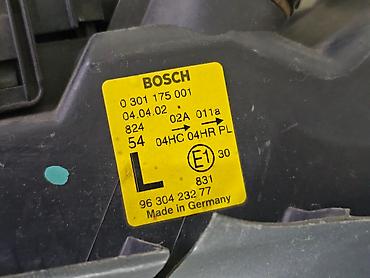 BOSCH
0 301 175 001
04.04.02 02A 011a
824
54 04HC 04HR PL
L E1 30
831
96 304 232 77
Made in Germany